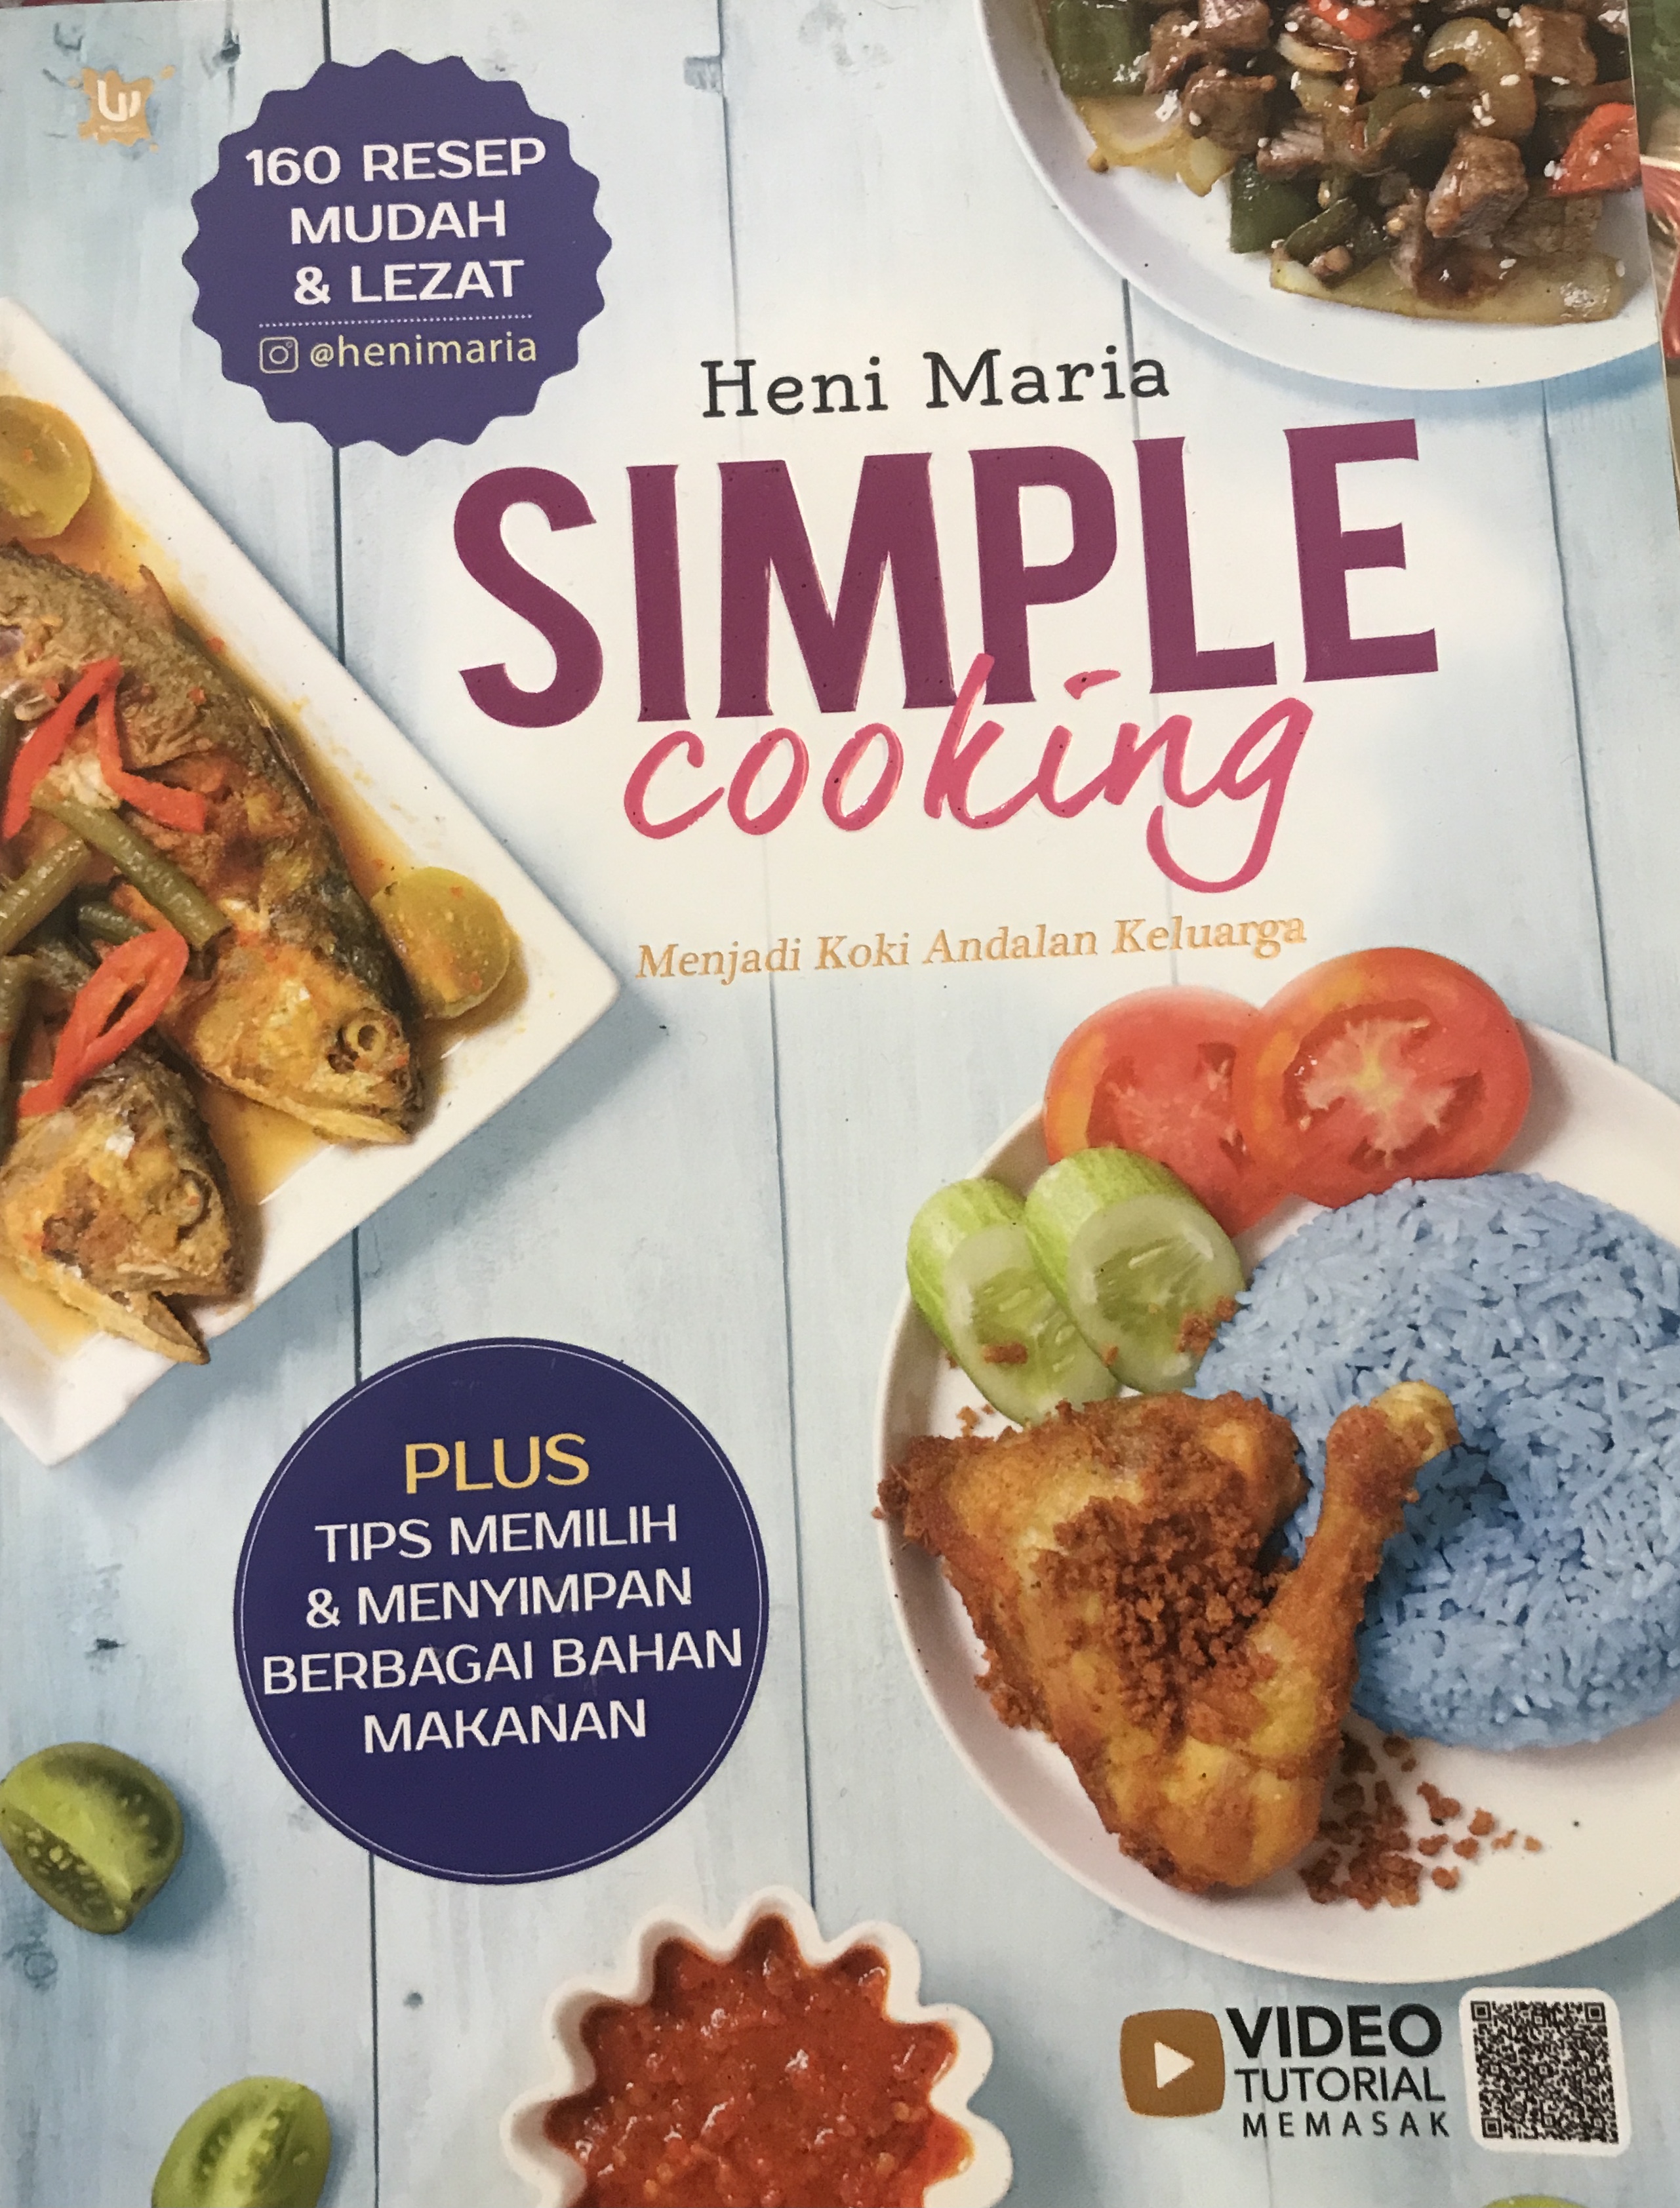 160 RESEP
MUDAH
& LEZAT
@henimaria
Heni Maria
SIMPLE
cooking
Menjadi Koki Andalan Keluarga
PLUS
TIPS MEMILIH
& MENYIMPAN
BERBAGAI BAHAN
MAKANAN
VIDEO
TUTORIAL
MEMASAK